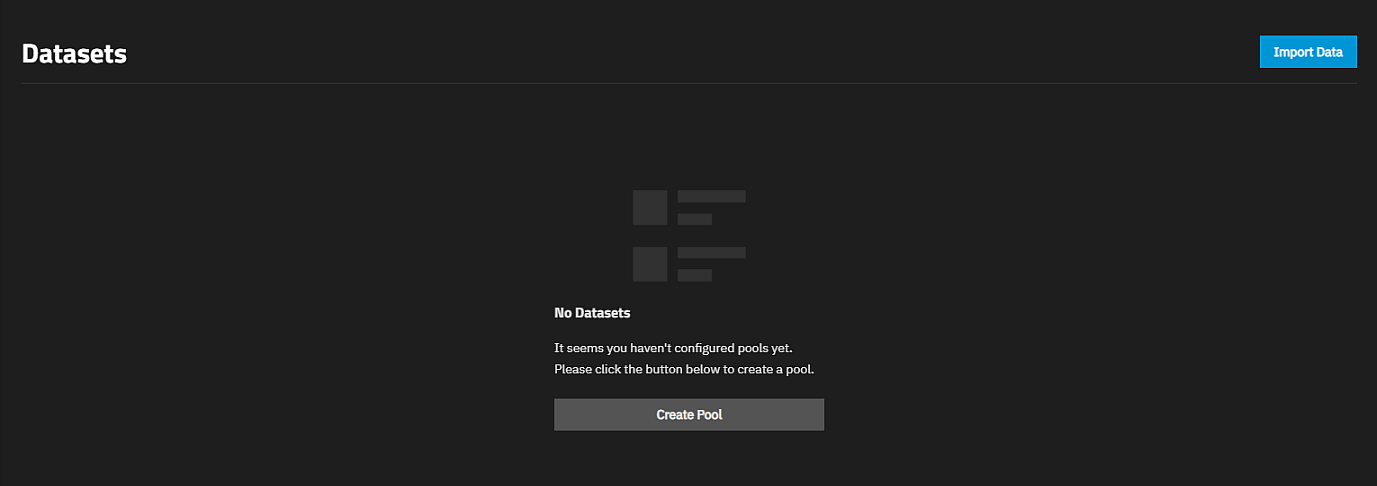 Datasets
Import Data
No Datasets
It seems you haven't configured pools yet.
Please click the button below to create a pool.
Create Pool